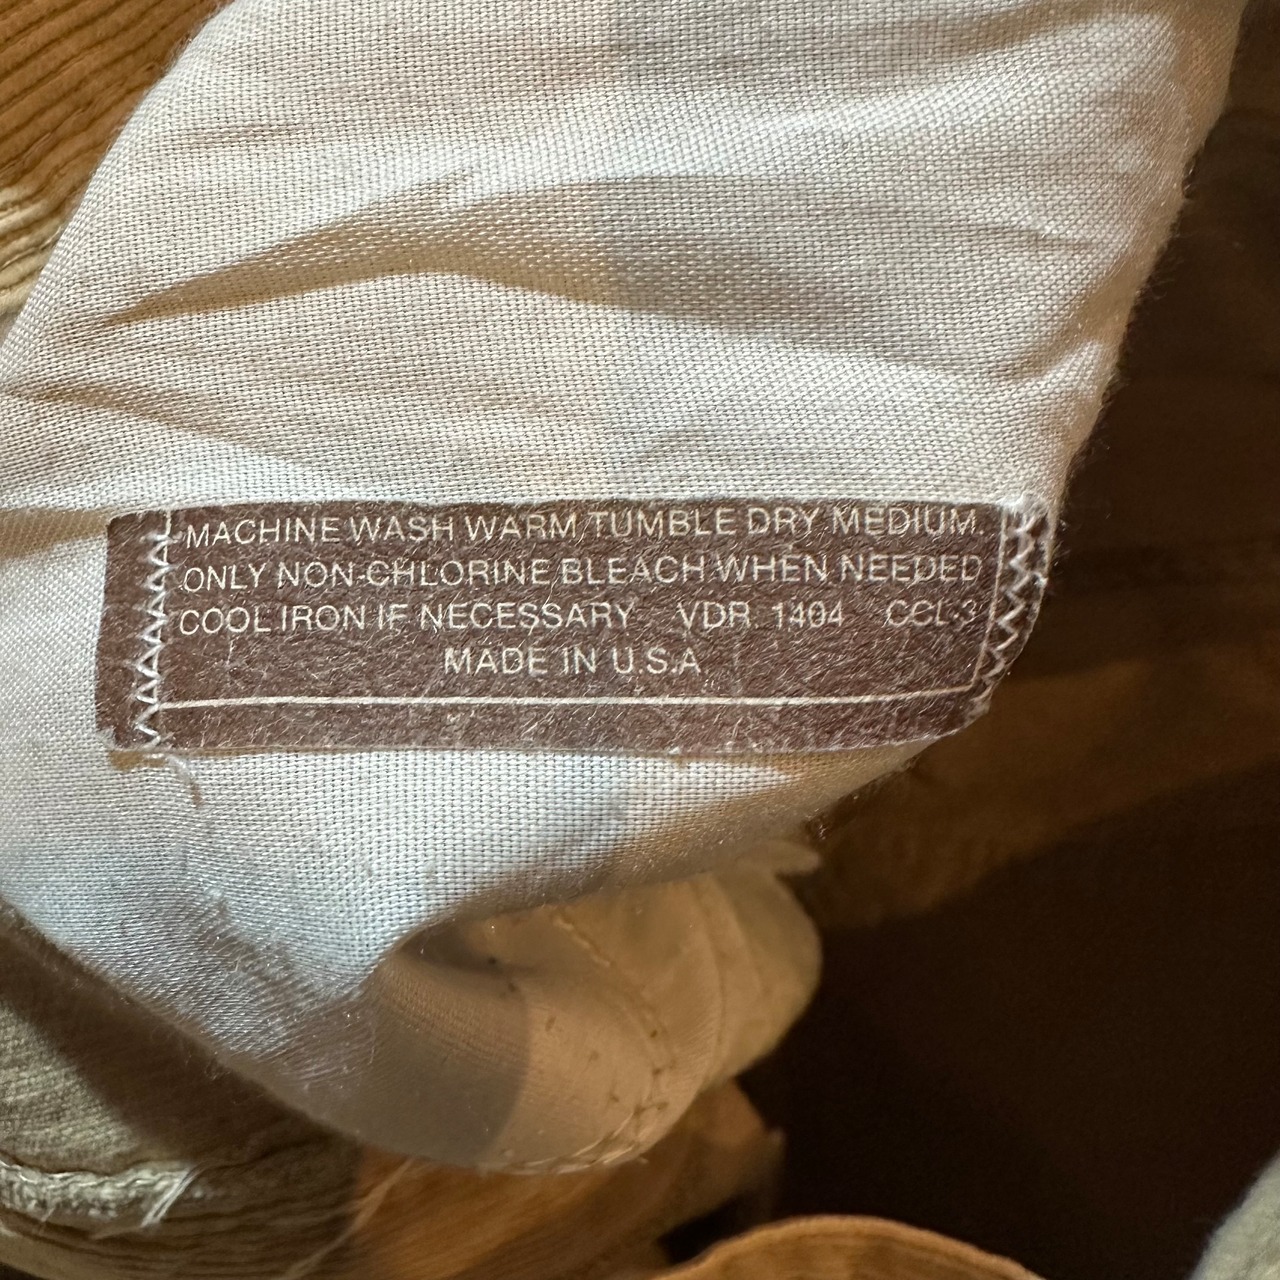 MACHINE WASH WARM, TUMBLE DRY MEDIUM.
ONLY NON-CHLORINE BLEACH WHEN NEEDED
COOL IRON IF NECESSARY VDR. 1404 CCL-3
MADE IN U.S.A